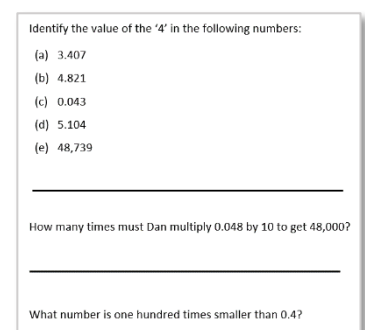 Identify the value of the ‘4’ in the following numbers:
(a) 3.407
(b) 4.821
(c) 0.043
(d) 5.104
(e) 48,739
How many times must Dan multiply 0.048 by 10 to get 48,000?
What number is one hundred times smaller than 0.4?